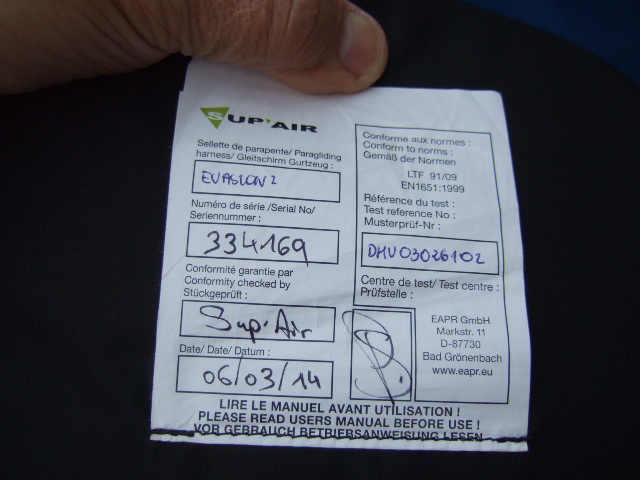 SUP'AIR
Sellette de parapente/ Paragliding
harness/ Gleitschirm Gurtzeug :
EVASION 2
Numéro de série /Serial No/
Seriennummer :
334169
Conformité garantie par
Conformity checked by
Stückgeprüft :
Sup'Air
Date/ Date/ Datum :
06/03/14
Conforme aux normes :
Conform to norms :
Gemäß der Normen
LTF 91/09
EN1651:1999
Référence du test :
Test reference No :
Musterprüf-Nr :
DHV03026102
Centre de test/ Test centre :
Prüfstelle :
EAPR GmbH
Markstr. 11
D-87730
Bad Grönenbach
www.eapr.eu
LIRE LE MANUEL AVANT UTILISATION !
PLEASE READ USERS MANUAL BEFORE USE !
VOR GEBRAUCH BETRIEBSANWEISUNG LESEN